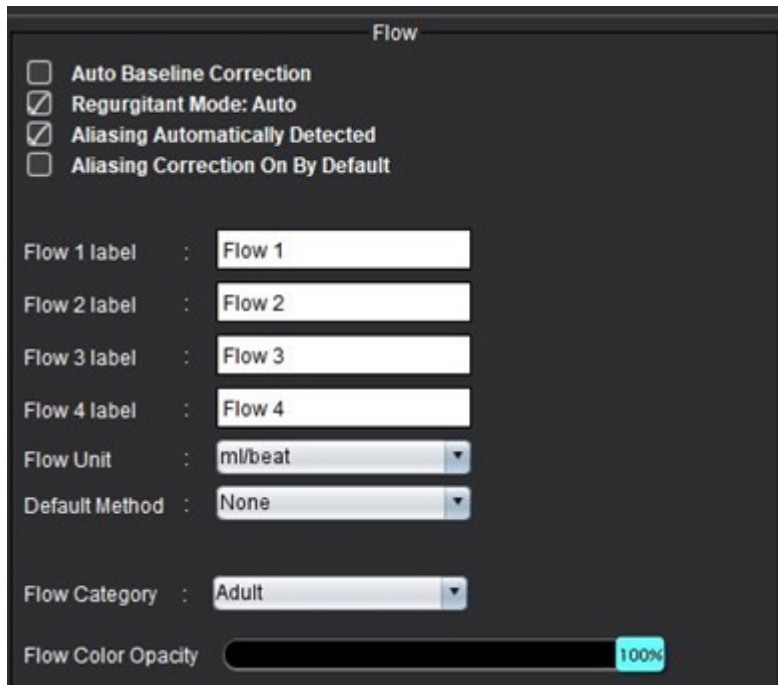 Flow
Auto Baseline Correction
Regurgitant Mode: Auto
Aliasing Automatically Detected
Aliasing Correction On By Default
Flow 1 label : Flow 1
Flow 2 label : Flow 2
Flow 3 label : Flow 3
Flow 4 label : Flow 4
Flow Unit : ml/beat
Default Method : None
Flow Category : Adult
Flow Color Opacity 100%